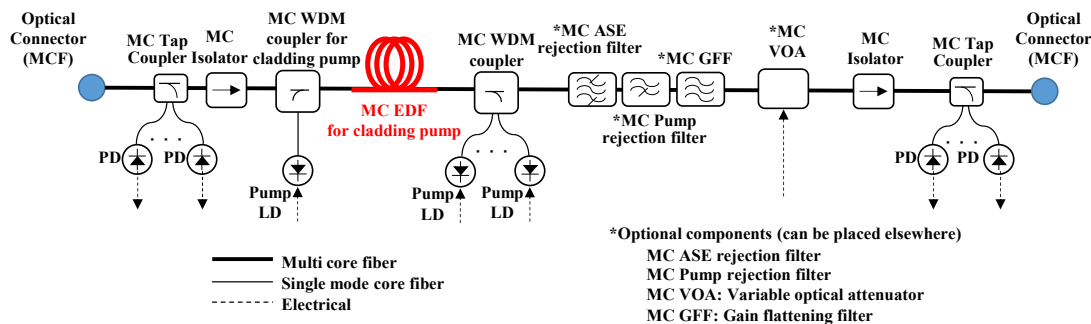 Optical
Connector
(MCF)
MC Tap
Coupler
MC
Isolator
MC WDM
coupler for
cladding pump
MC EDF
for cladding pump
MC WDM
coupler
*MC ASE
rejection filter
*MC Pump
rejection filter
*MC GFF
*MC
VOA
MC
Isolator
MC Tap
Coupler
Optical
Connector
(MCF)
PD
. . .
PD
Pump
LD
. . .
Pump
LD
Pump
LD
PD
. . .
PD
Multi core fiber
Single mode core fiber
Electrical
*Optional components (can be placed elsewhere)
MC ASE rejection filter
MC Pump rejection filter
MC VOA: Variable optical attenuator
MC GFF: Gain flattening filter